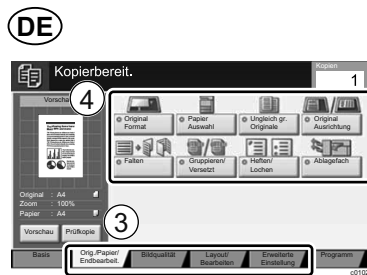 DE
Kopierbereit.
Kopien
1
Vorscha
4
Original
Format
Papier
Auswahl
Ungleich gr.
Originale
Original
Ausrichtung
Falten
Gruppieren/
Versetzt
Heften/
Lochen
Ablagefach
Original : A4
Zoom : 100%
Papier : A4
Vorschau
Prüfkopie
3
Basis
Orig./Papier/
Endbearbeit.
Bildqualität
Layout/
Bearbeiten
Erweiterte
Einstellung
Programm